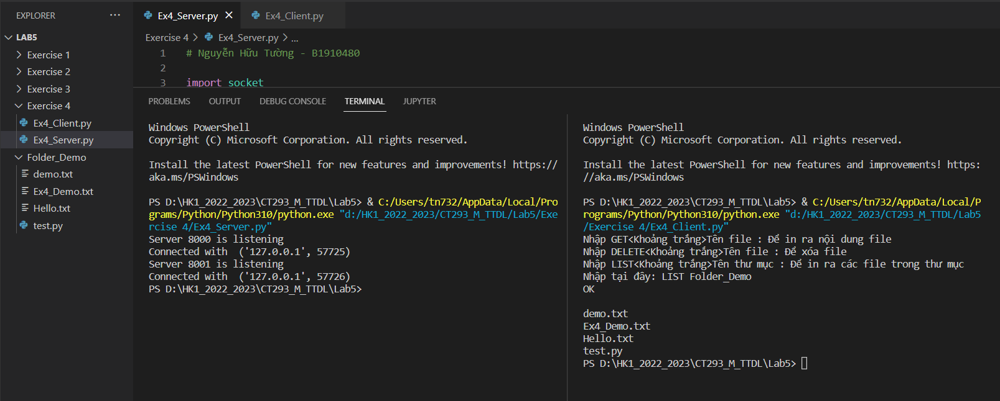 EXPLORER
···
LAB5
Exercise 1
Exercise 2
Exercise 3
Exercise 4
Ex4_Client.py
Ex4_Server.py
Folder_Demo
demo.txt
Ex4_Demo.txt
Hello.txt
test.py
Ex4_Server.py
Ex4_Client.py
Exercise 4 > Ex4_Server.py > ...
1 # Nguyễn Hữu Tường - B1910480
2
3 import socket
PROBLEMS OUTPUT DEBUG CONSOLE TERMINAL JUPYTER
Windows PowerShell
Copyright (C) Microsoft Corporation. All rights reserved.
Install the latest PowerShell for new features and improvements! https://
aka.ms/PSWindows
PS D:\HK1_2022_2023\CT293_M_TTDL\Lab5> & C:/Users/tn732/AppData/Local/Pro
grams/Python/Python310/python.exe "d:/HK1_2022_2023/CT293_M_TTDL/Lab5/Exe
rcise 4/Ex4_Server.py"
Server 8000 is listening
Connected with  ('127.0.0.1', 57725)
Server 8001 is listening
Connected with  ('127.0.0.1', 57726)
PS D:\HK1_2022_2023\CT293_M_TTDL\Lab5>
Windows PowerShell
Copyright (C) Microsoft Corporation. All rights reserved.
Install the latest PowerShell for new features and improvements! https:
//aka.ms/PSWindows
PS D:\HK1_2022_2023\CT293_M_TTDL\Lab5> & C:/Users/tn732/AppData/Local/P
rograms/Python/Python310/python.exe "d:/HK1_2022_2023/CT293_M_TTDL/Lab5
/Exercise 4/Ex4_Client.py"
Nhập GET<Khoảng trắng>Tên file : Để in ra nội dung file
Nhập DELETE<Khoảng trắng>Tên file : Để xóa file
Nhập LIST<Khoảng trắng>Tên thư mục : Để in ra các file trong thư mục
Nhập tại đây: LIST Folder_Demo
OK
demo.txt
Ex4_Demo.txt
Hello.txt
test.py
PS D:\HK1_2022_2023\CT293_M_TTDL\Lab5>